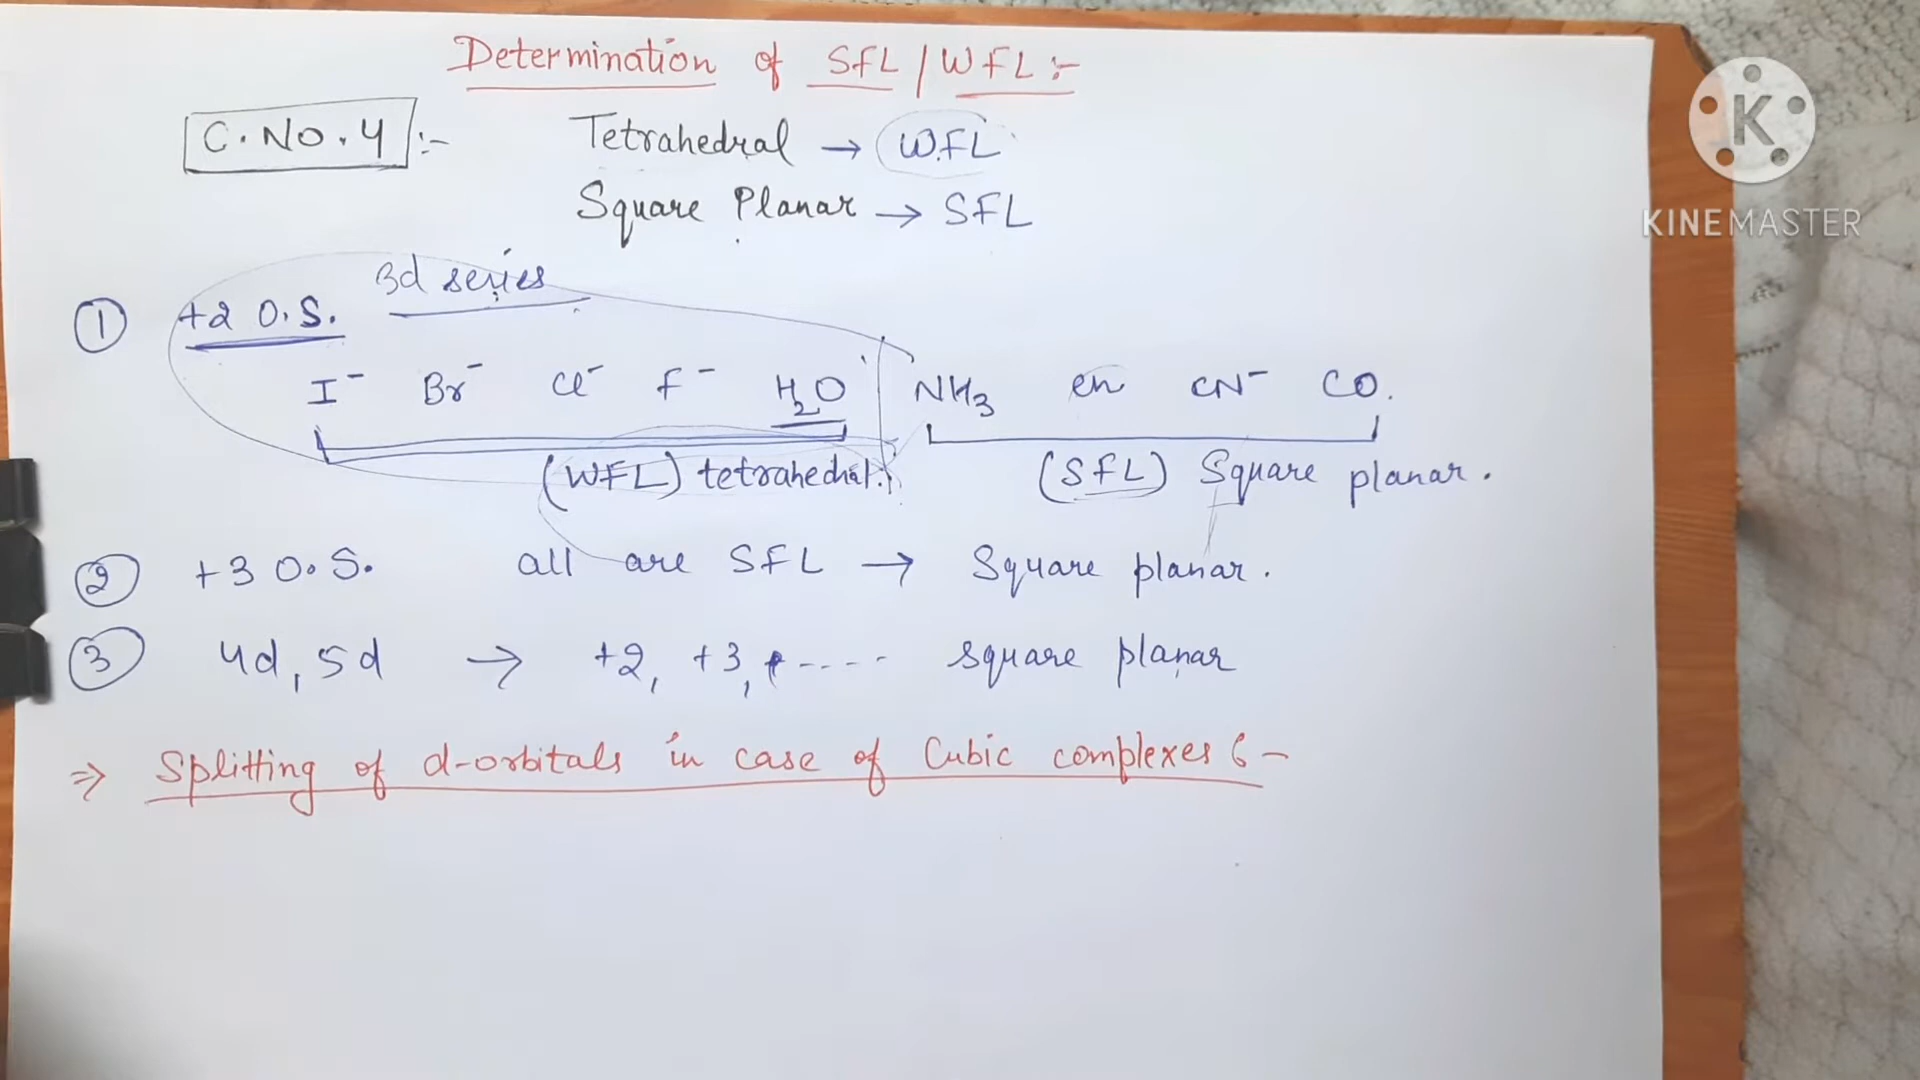 Determination of SFL / WFL :-
C.No.4 :- Tetrahedral → WFL
Square Planar → SFL
KINEMASTER
① +2 O.S. 3d series
I⁻ Br⁻ Cl⁻ F⁻ H₂O NH₃ en CN⁻ CO.
(WFL) tetrahedral. (SFL) Square planar.
② +3 O.S. all are SFL → Square planar.
③ 4d, 5d → +2, +3, ---- square planar
⇒ Splitting of d-orbitals in case of Cubic complexes :-